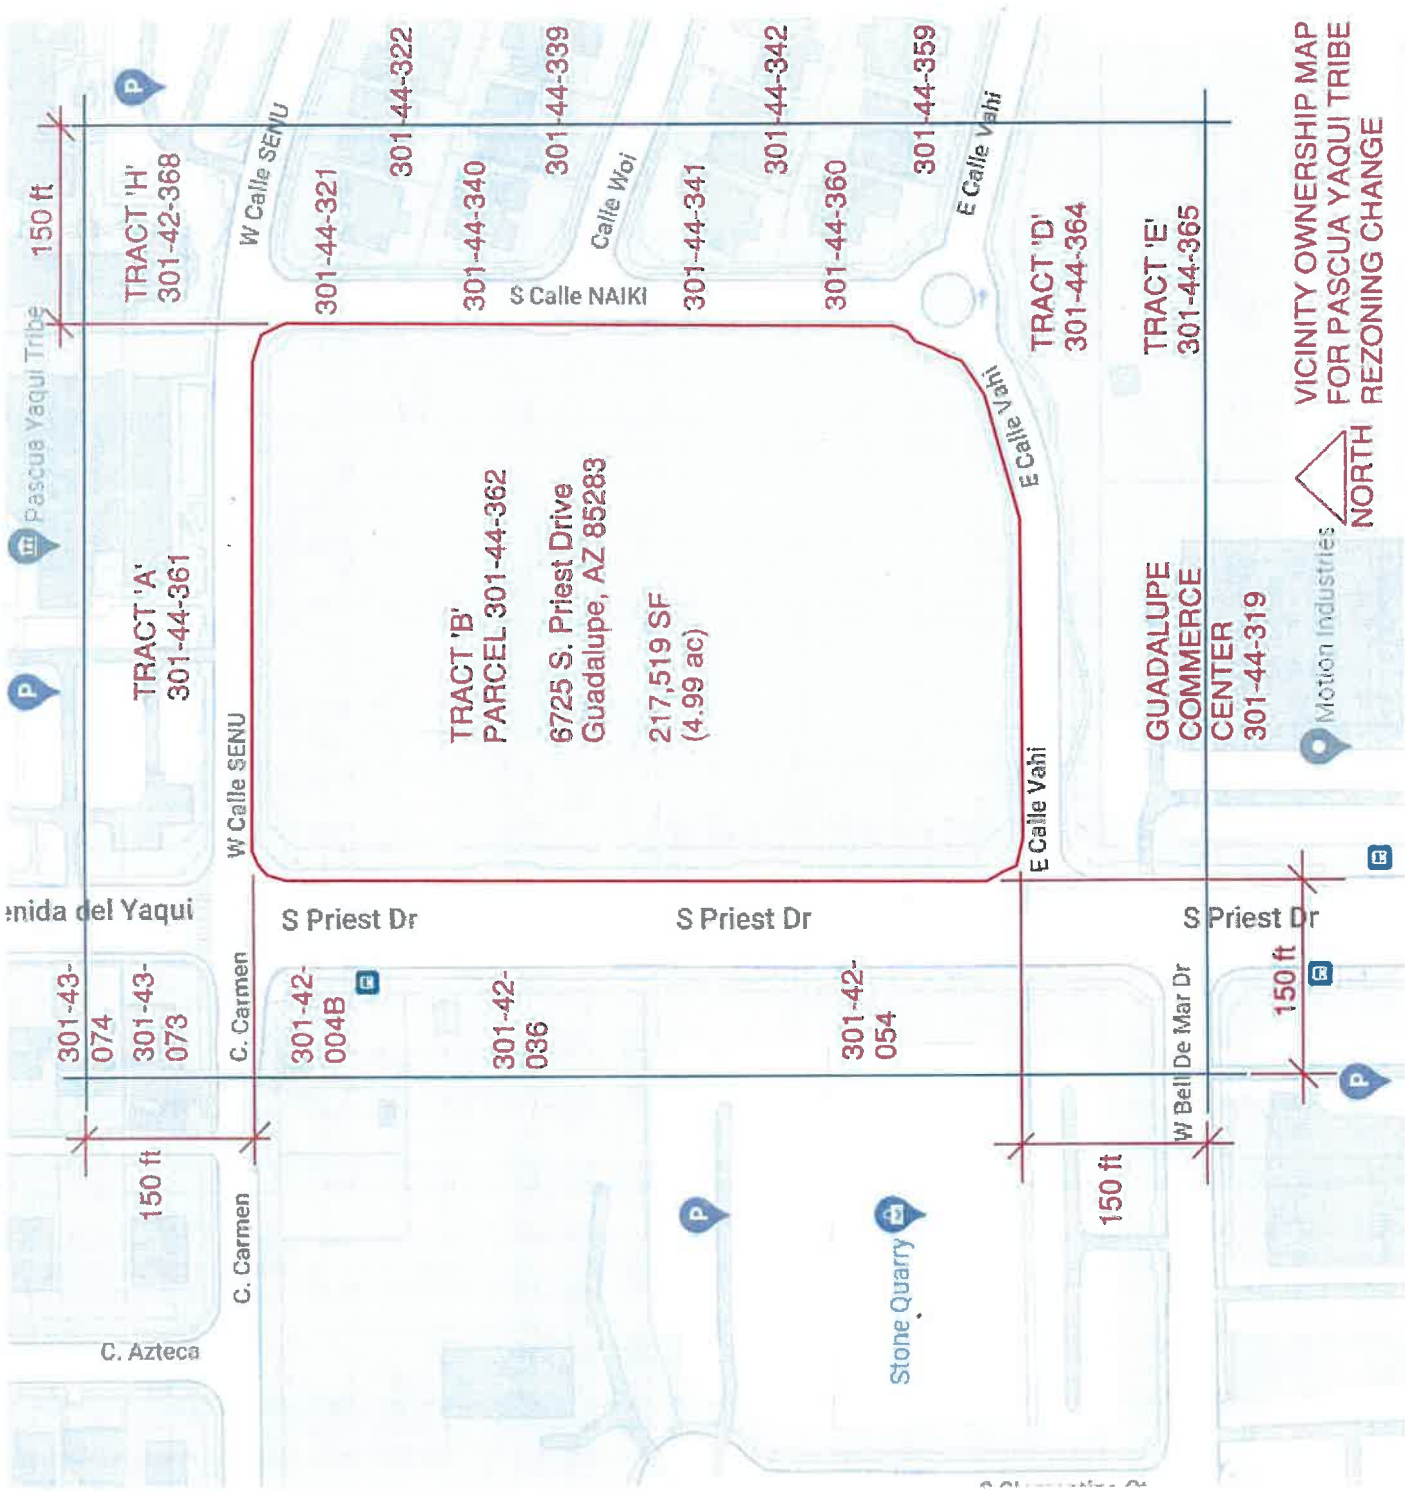 Pascua Yaqui Tribe
150 ft
TRACT 'H'
301-42-368
W Calle SENU
301-44-321
301-44-322
301-44-340
301-44-339
Calle Woi
S Calle NAIKI
301-44-341
301-44-342
301-44-360
301-44-359
E Calle Vahi
TRACT 'D'
301-44-364
TRACT 'E'
301-44-365
TRACT 'A'
301-44-361
W Calle SENU
TRACT 'B'
PARCEL 301-44-362
6725 S. Priest Drive
Guadalupe, AZ 85283
217,519 SF
(4.99 ac)
E Calle Vahi
E Calle Vahi
GUADALUPE
COMMERCE
CENTER
301-44-319
Motion Industries
enida del Yaqui
S Priest Dr
S Priest Dr
S Priest Dr
301-43-
074
301-43-
073
C. Carmen
301-42-
004B
301-42-
036
301-42-
054
W Bell De Mar Dr
150 ft
150 ft
C. Carmen
C. Azteca
Stone Quarry
150 ft
VICINITY OWNERSHIP MAP
FOR PASCUA YAQUI TRIBE
REZONING CHANGE
NORTH
P
P
P
P